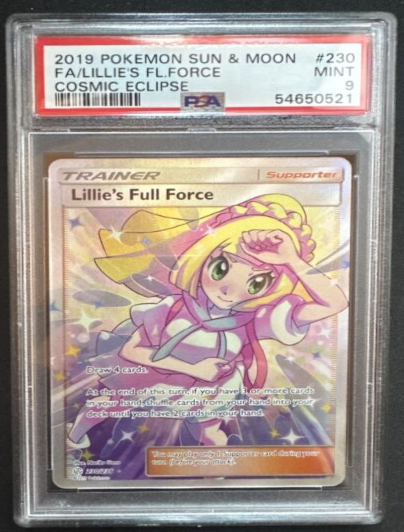 2019 POKEMON SUN & MOON #230
FA/LILLIE'S FL.FORCE MINT
COSMIC ECLIPSE 9
PSA 54650521
TRAINER Supporter
Lillie's Full Force
Draw 4 cards.
At the end of this turn, if you have 3 or more cards
in your hand, shuffle cards from your hand into your
deck until you have 2 cards in your hand.
You may play only 1 Supporter card during your
turn (before your attack).
230/236